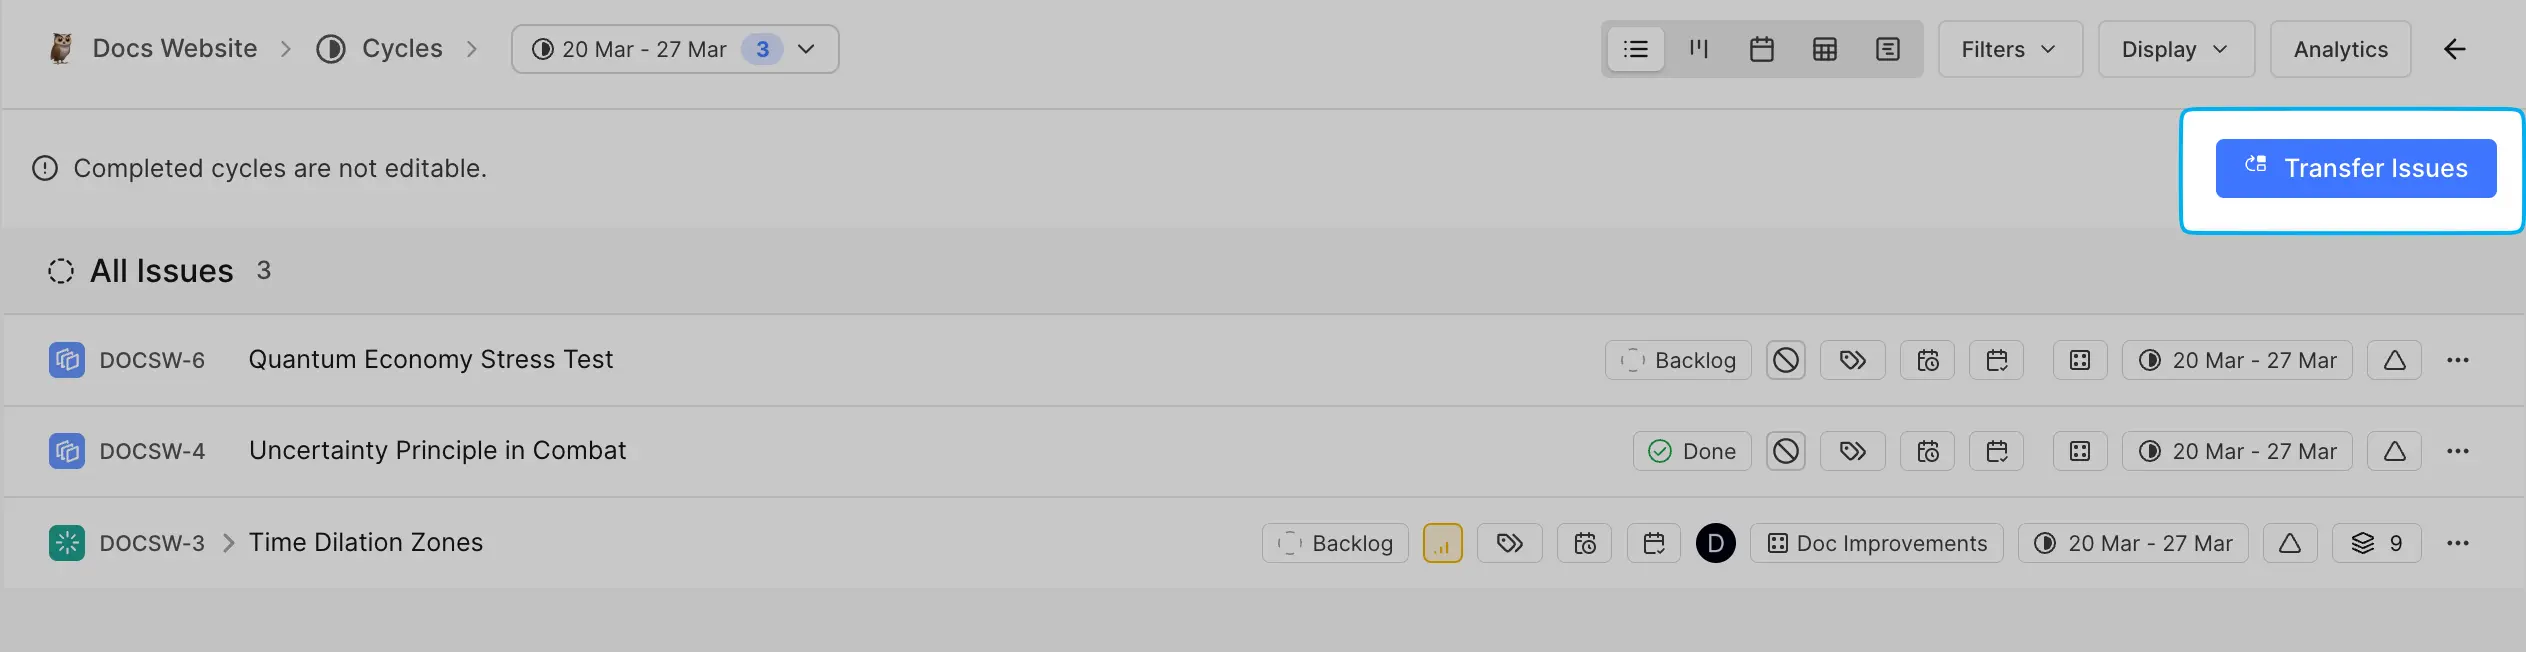 Docs Website > Cycles > 20 Mar - 27 Mar 3 Filters Display Analytics
Completed cycles are not editable. Transfer Issues
All Issues 3
DOCSW-6 Quantum Economy Stress Test Backlog 20 Mar - 27 Mar
DOCSW-4 Uncertainty Principle in Combat Done 20 Mar - 27 Mar
DOCSW-3 > Time Dilation Zones Backlog D Doc Improvements 20 Mar - 27 Mar 9